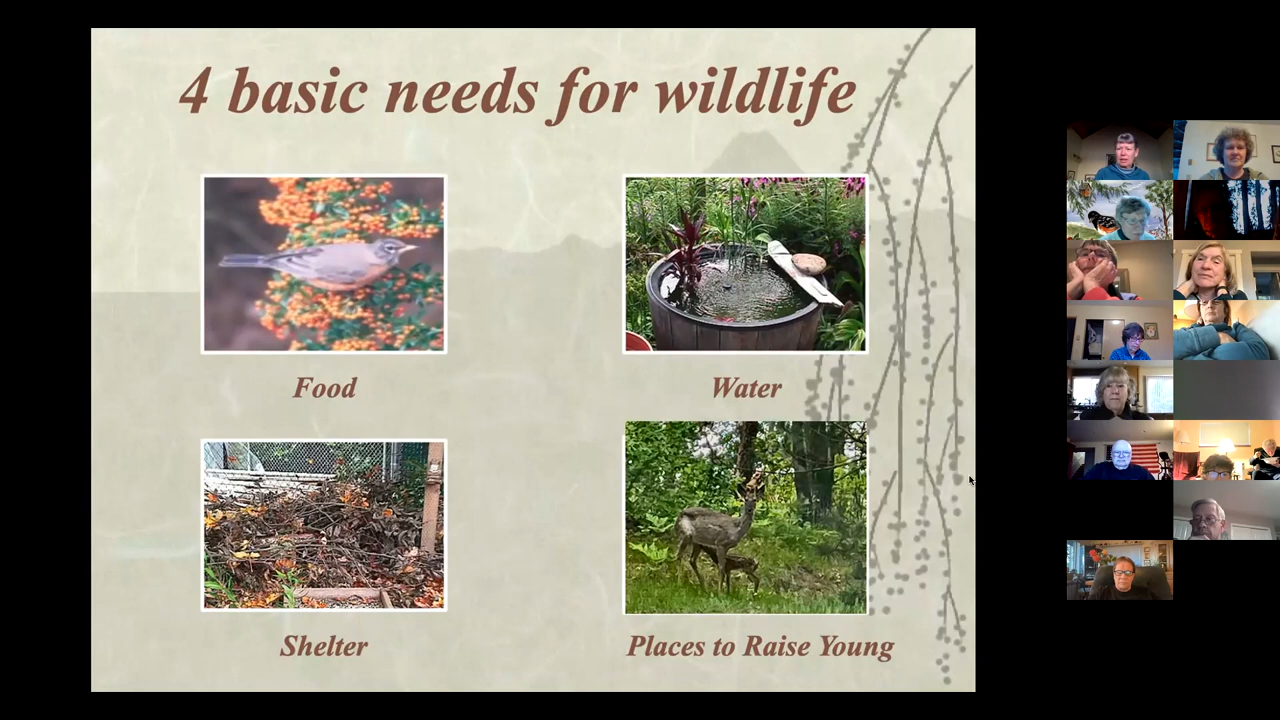 4 basic needs for wildlife
Food
Water
Shelter
Places to Raise Young